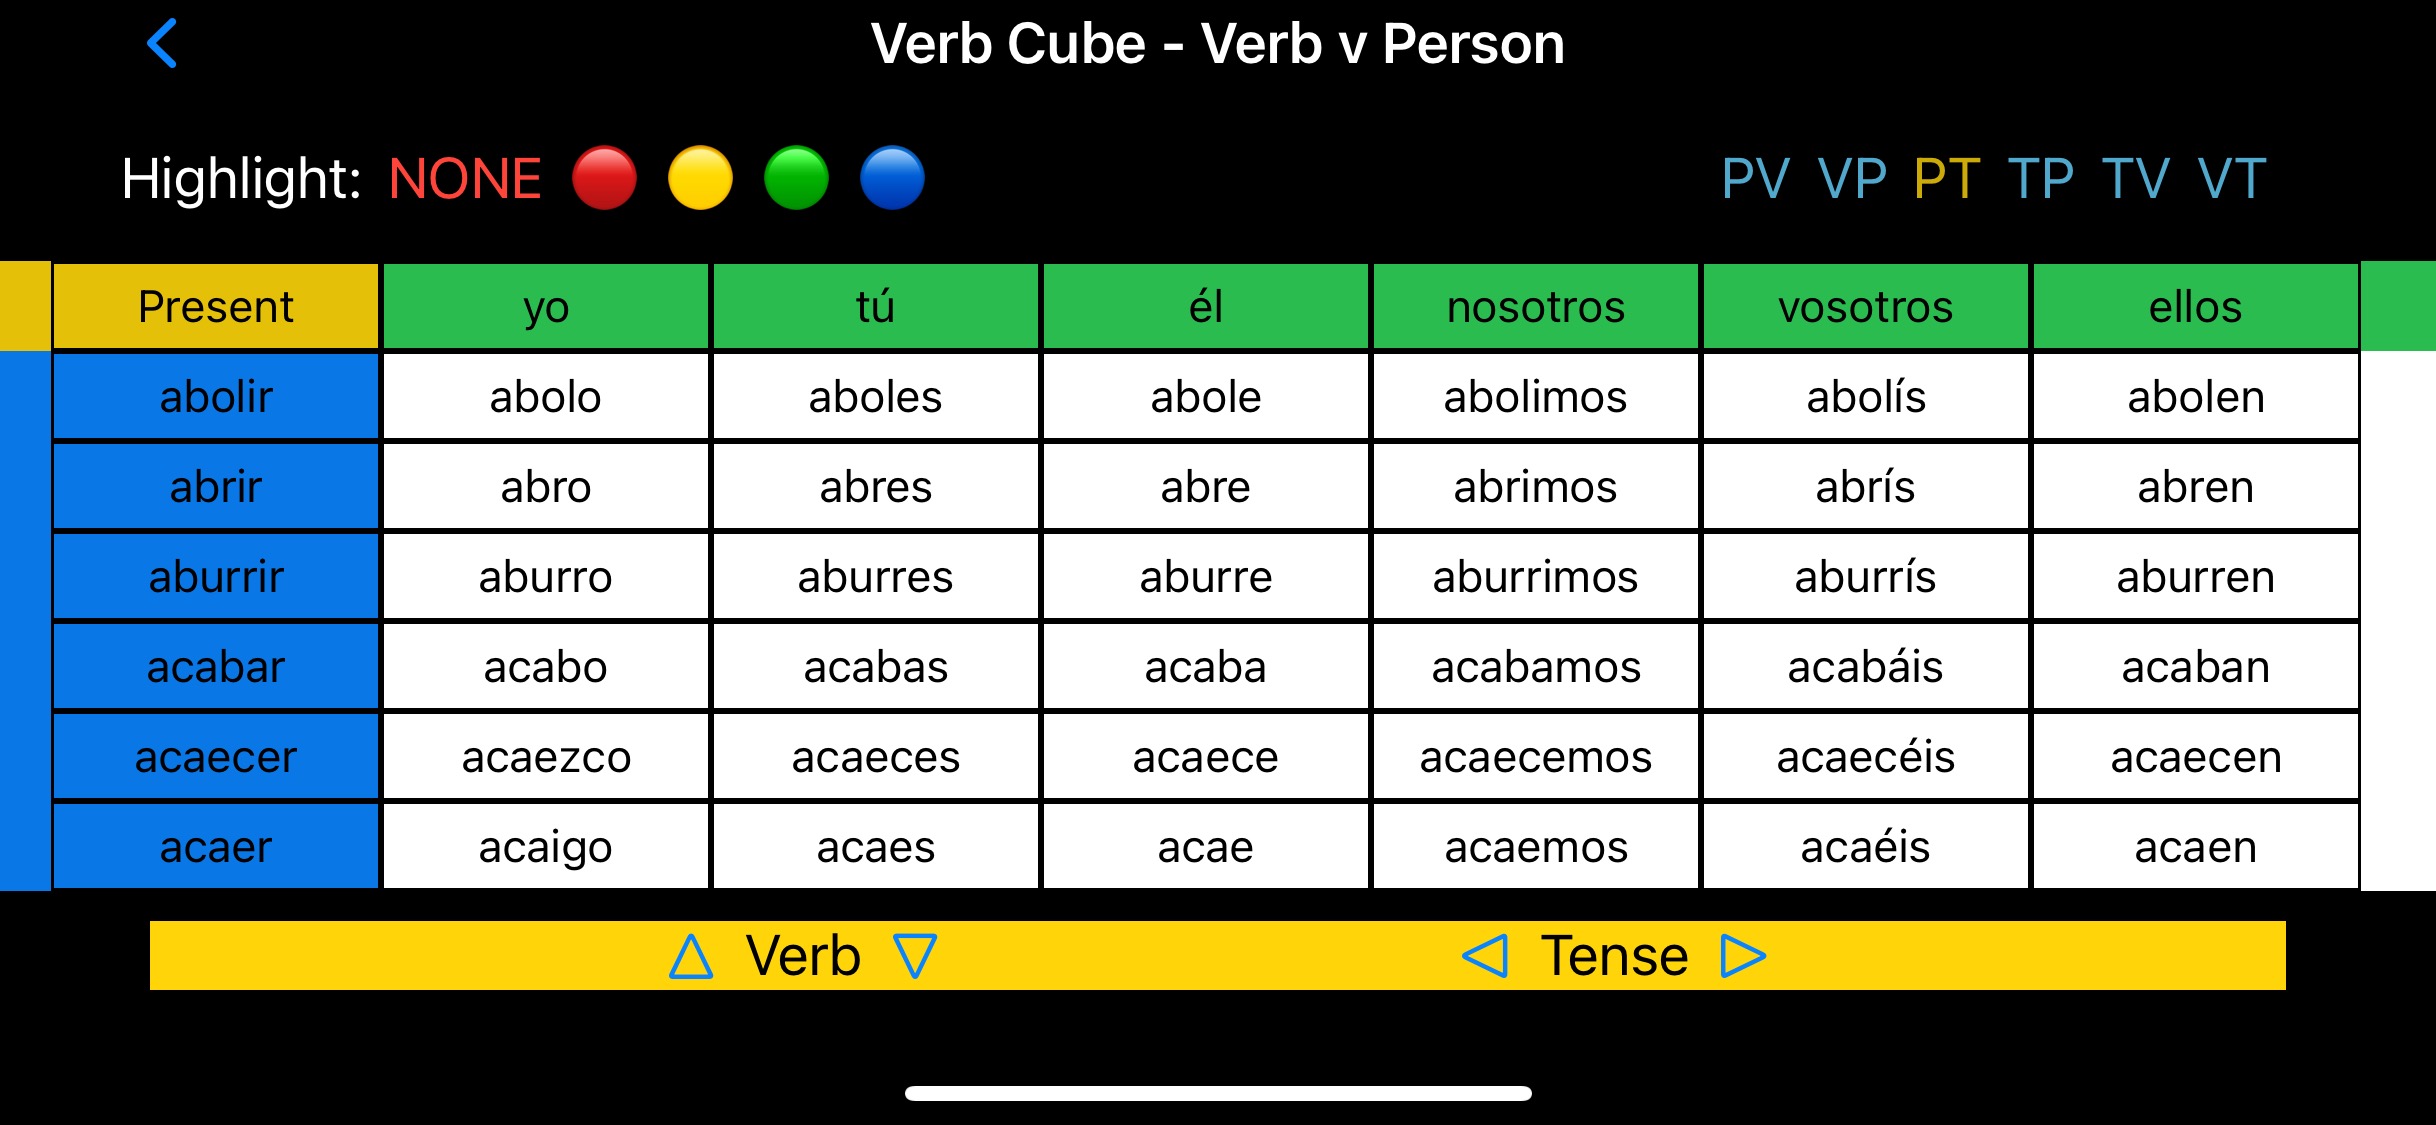 Verb Cube - Verb v Person
Highlight: NONE PV VP PT TP TV VT
Present yo tú él nosotros vosotros ellos
abolir abolo aboles abole abolimos abolís abolen
abrir abro abres abre abrimos abrís abren
aburrir aburro aburres aburre aburrimos aburrís aburren
acabar acabo acabas acaba acabamos acabáis acaban
acaecer acaezco acaeces acaece acaecemos acaecéis acaecen
acaer acaigo acaes acae acaemos acaéis acaen
Verb Tense